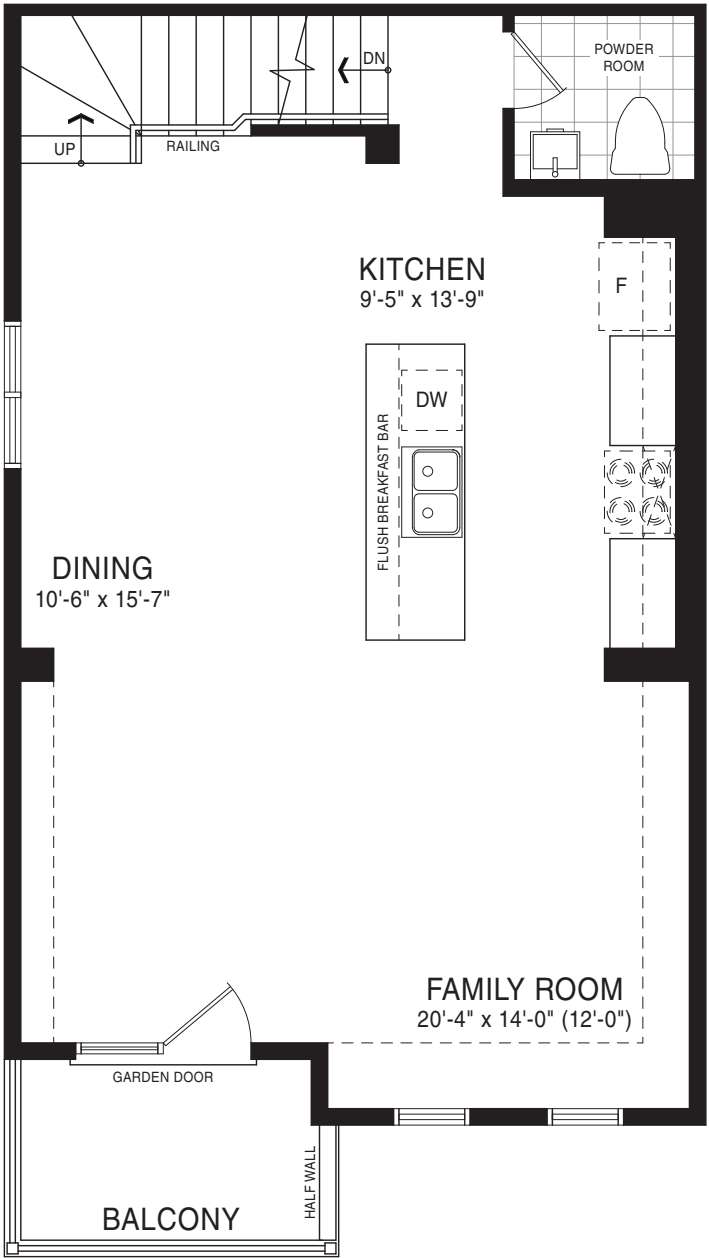 POWDER
ROOM
DN
UP
RAILING
KITCHEN
9'-5" x 13'-9"
F
DW
FLUSH BREAKFAST BAR
DINING
10'-6" x 15'-7"
FAMILY ROOM
20'-4" x 14'-0" (12'-0")
GARDEN DOOR
HALF WALL
BALCONY